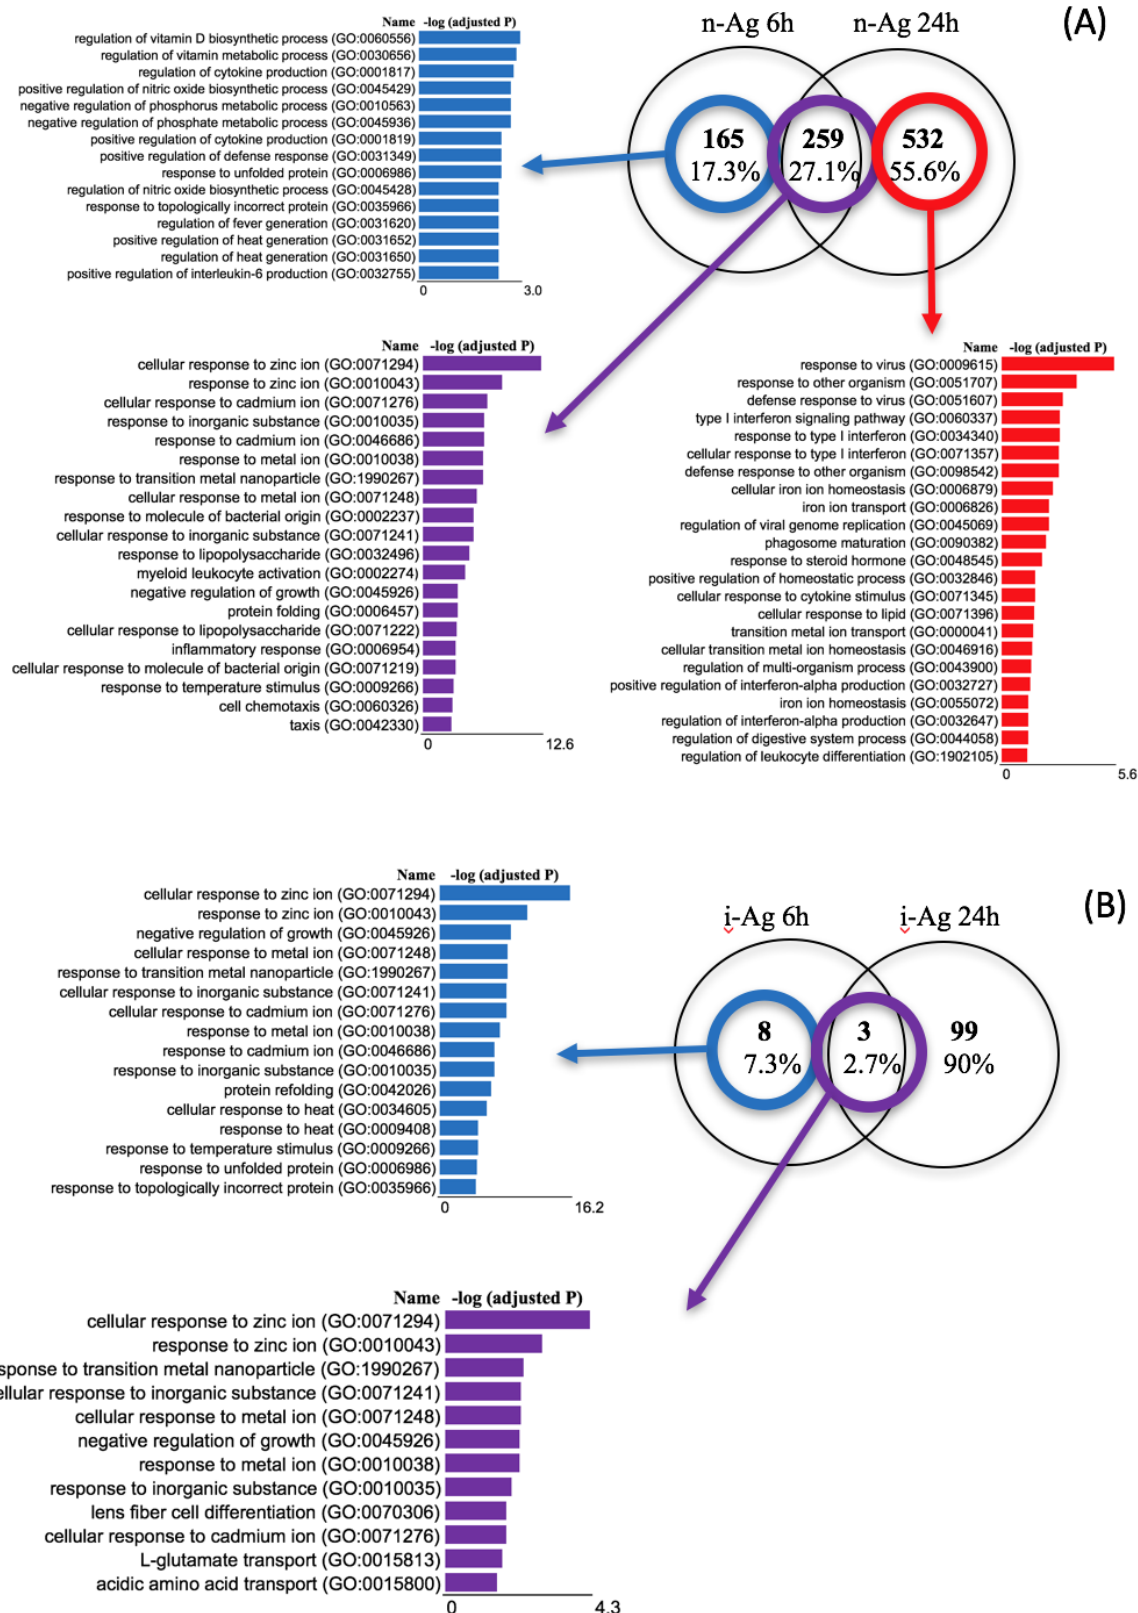 Name -log (adjusted P)
regulation of vitamin D biosynthetic process (GO:0060556)
regulation of vitamin metabolic process (GO:0030656)
regulation of cytokine production (GO:0001817)
positive regulation of nitric oxide biosynthetic process (GO:0045429)
negative regulation of phosphorus metabolic process (GO:0010563)
negative regulation of phosphate metabolic process (GO:0045936)
positive regulation of cytokine production (GO:0001819)
positive regulation of defense response (GO:0031349)
response to unfolded protein (GO:0006986)
regulation of nitric oxide biosynthetic process (GO:0045428)
response to topologically incorrect protein (GO:0035966)
regulation of fever generation (GO:0031620)
positive regulation of heat generation (GO:0031652)
regulation of heat generation (GO:0031650)
positive regulation of interleukin-6 production (GO:0032755)
0 3.0
n-Ag 6h n-Ag 24h (A)
165 259 532
17.3% 27.1% 55.6%
Name -log (adjusted P)
cellular response to zinc ion (GO:0071294)
response to zinc ion (GO:0010043)
cellular response to cadmium ion (GO:0071276)
response to inorganic substance (GO:0010035)
response to cadmium ion (GO:0046686)
response to metal ion (GO:0010038)
response to transition metal nanoparticle (GO:1990267)
cellular response to metal ion (GO:0071248)
response to molecule of bacterial origin (GO:0002237)
cellular response to inorganic substance (GO:0071241)
response to lipopolysaccharide (GO:0032496)
myeloid leukocyte activation (GO:0002274)
negative regulation of growth (GO:0045926)
protein folding (GO:0006457)
cellular response to lipopolysaccharide (GO:0071222)
inflammatory response (GO:0006954)
cellular response to molecule of bacterial origin (GO:0071219)
response to temperature stimulus (GO:0009266)
cell chemotaxis (GO:0060326)
taxis (GO:0042330)
0 12.6
Name -log (adjusted P)
response to virus (GO:0009615)
response to other organism (GO:0051707)
defense response to virus (GO:0051607)
type I interferon signaling pathway (GO:0060337)
response to type I interferon (GO:0034340)
cellular response to type I interferon (GO:0071357)
defense response to other organism (GO:0098542)
cellular iron ion homeostasis (GO:0006879)
iron ion transport (GO:0006826)
regulation of viral genome replication (GO:0045069)
phagosome maturation (GO:0090382)
response to steroid hormone (GO:0048545)
positive regulation of homeostatic process (GO:0032846)
cellular response to cytokine stimulus (GO:0071345)
cellular response to lipid (GO:0071396)
transition metal ion transport (GO:0000041)
cellular transition metal ion homeostasis (GO:0046916)
regulation of multi-organism process (GO:0043900)
positive regulation of interferon-alpha production (GO:0032727)
iron ion homeostasis (GO:0055072)
regulation of interferon-alpha production (GO:0032647)
regulation of digestive system process (GO:0044058)
regulation of leukocyte differentiation (GO:1902105)
0 5.6
Name -log (adjusted P)
cellular response to zinc ion (GO:0071294)
response to zinc ion (GO:0010043)
negative regulation of growth (GO:0045926)
cellular response to metal ion (GO:0071248)
response to transition metal nanoparticle (GO:1990267)
cellular response to inorganic substance (GO:0071241)
cellular response to cadmium ion (GO:0071276)
response to metal ion (GO:0010038)
response to cadmium ion (GO:0046686)
response to inorganic substance (GO:0010035)
protein refolding (GO:0042026)
cellular response to heat (GO:0034605)
response to heat (GO:0009408)
response to temperature stimulus (GO:0009266)
response to unfolded protein (GO:0006986)
response to topologically incorrect protein (GO:0035966)
0 16.2
i-Ag 6h i-Ag 24h (B)
8 3 99
7.3% 2.7% 90%
Name -log (adjusted P)
cellular response to zinc ion (GO:0071294)
response to zinc ion (GO:0010043)
sponse to transition metal nanoparticle (GO:1990267)
ellular response to inorganic substance (GO:0071241)
cellular response to metal ion (GO:0071248)
negative regulation of growth (GO:0045926)
response to metal ion (GO:0010038)
response to inorganic substance (GO:0010035)
lens fiber cell differentiation (GO:0070306)
cellular response to cadmium ion (GO:0071276)
L-glutamate transport (GO:0015813)
acidic amino acid transport (GO:0015800)
0 4.3